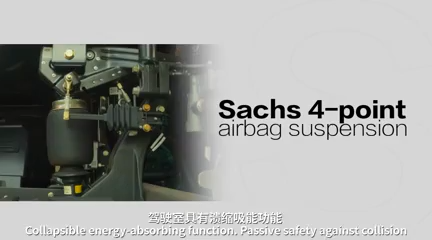 Sachs 4-point
airbag suspension
驾驶室具有溃缩吸能功能
Collapsible energy-absorbing function. Passive safety against collision